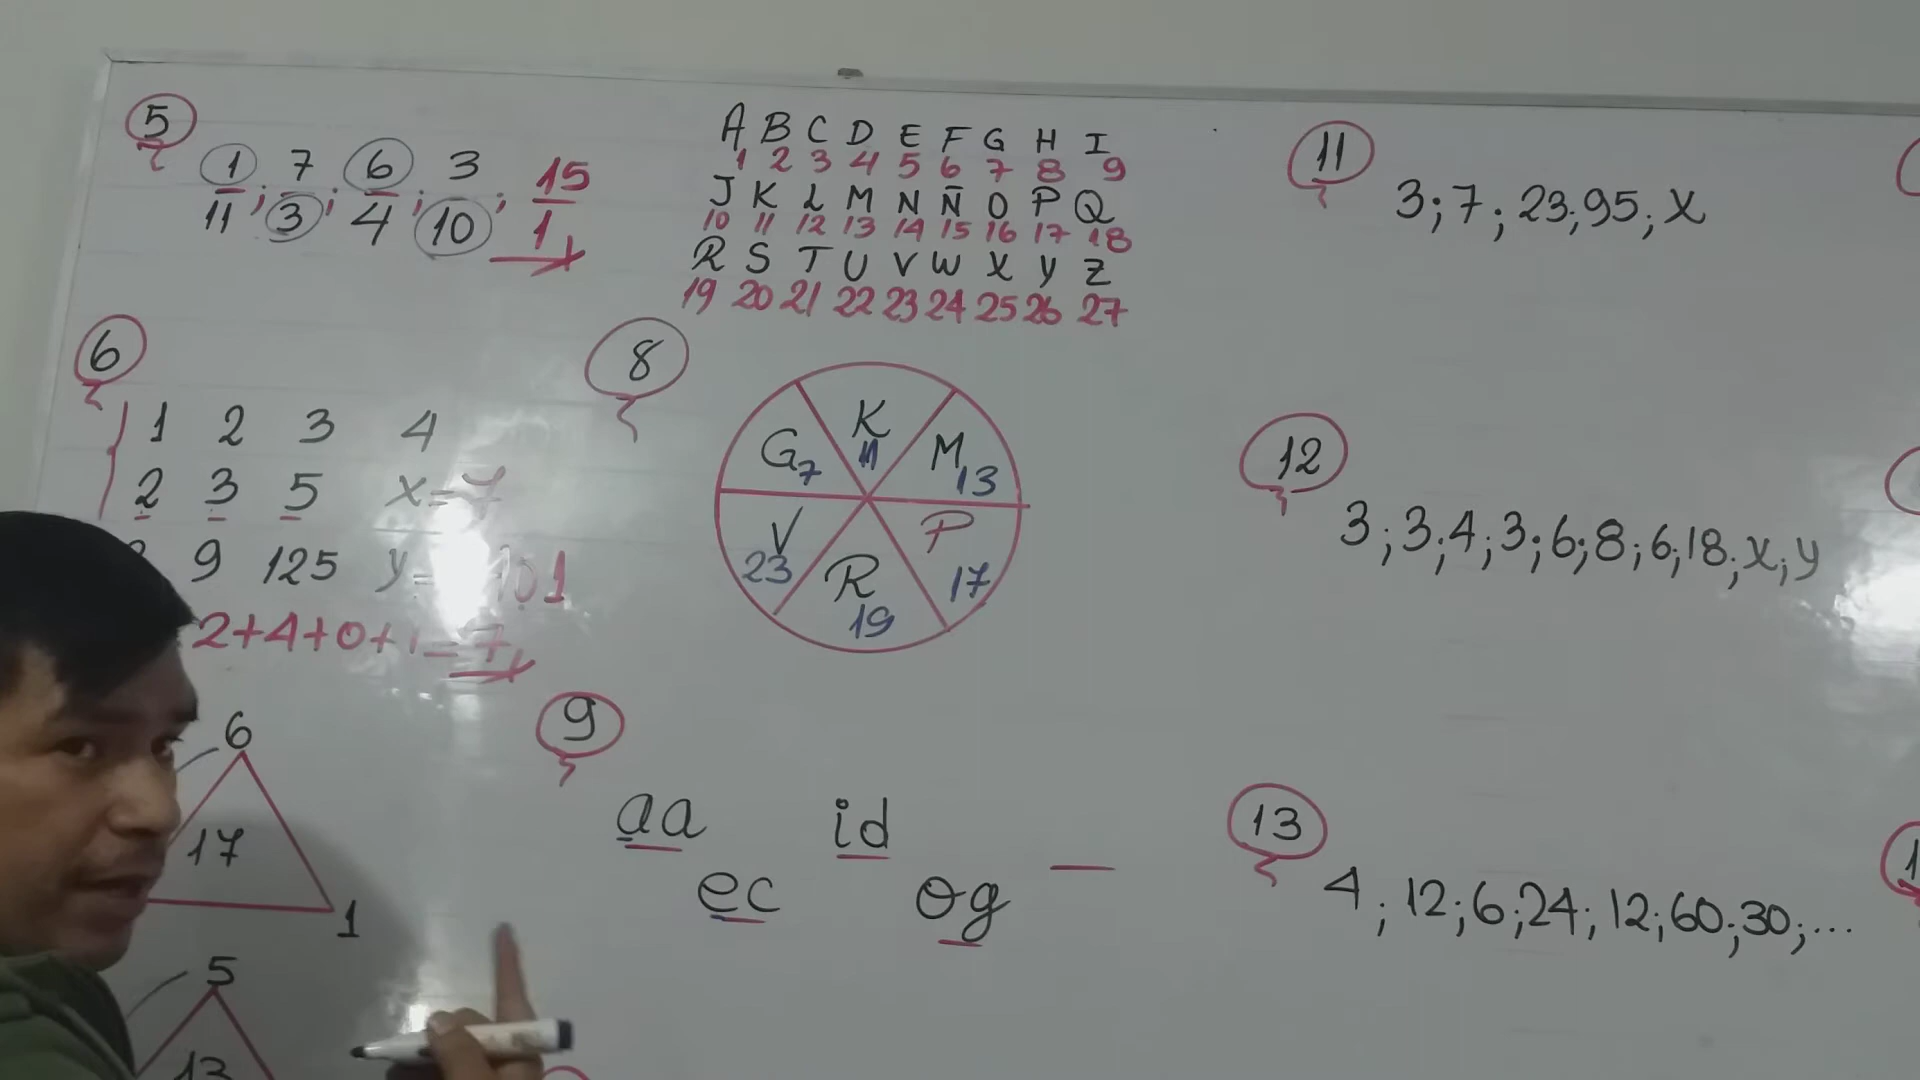 5
1 7 6 3 15
11 ; 3 ; 4 ; 10 ; 1
A B C D E F G H I
1 2 3 4 5 6 7 8 9
J K L M N Ñ O P Q
10 11 12 13 14 15 16 17 18
R S T U V W X Y Z
19 20 21 22 23 24 25 26 27
6
1 2 3 4
2 3 5 x=7
9 125 y=
2+4+0+1=7
6
17
1
5
13
8
K 11
G 7
M 13
V 23
P 17
R 19
9
aa id
ec og
11
3;7;23;95;x
12
3;3;4;3;6;8;6;18;x;y
13
4;12;6;24;12;60;30;...